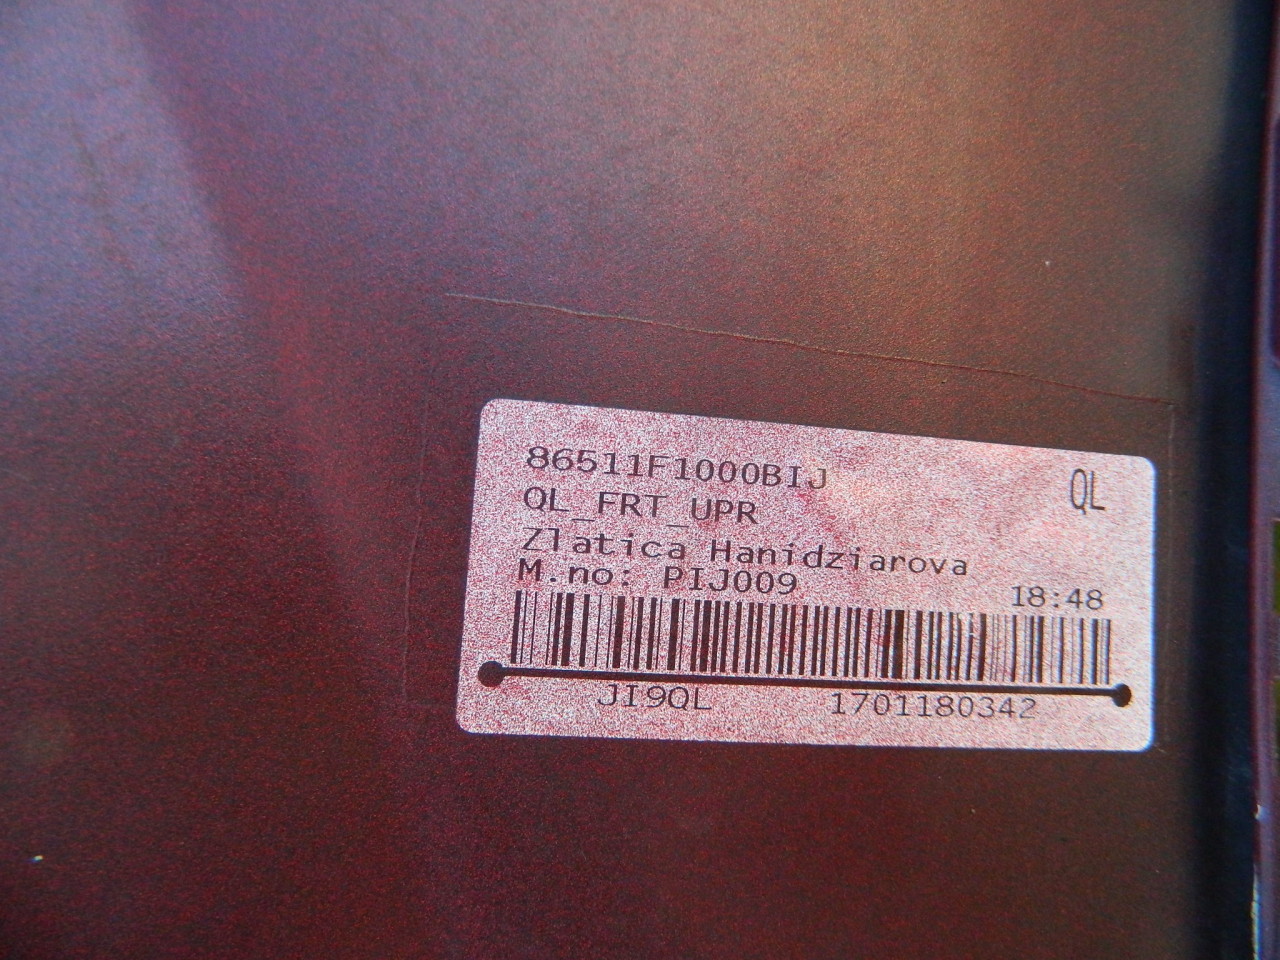 86511F1000BIJ
QL
QL_FRT_UPR
Zlatica Hanidziarova
M.no: PIJ009
18:48
JI9QL 1701180342